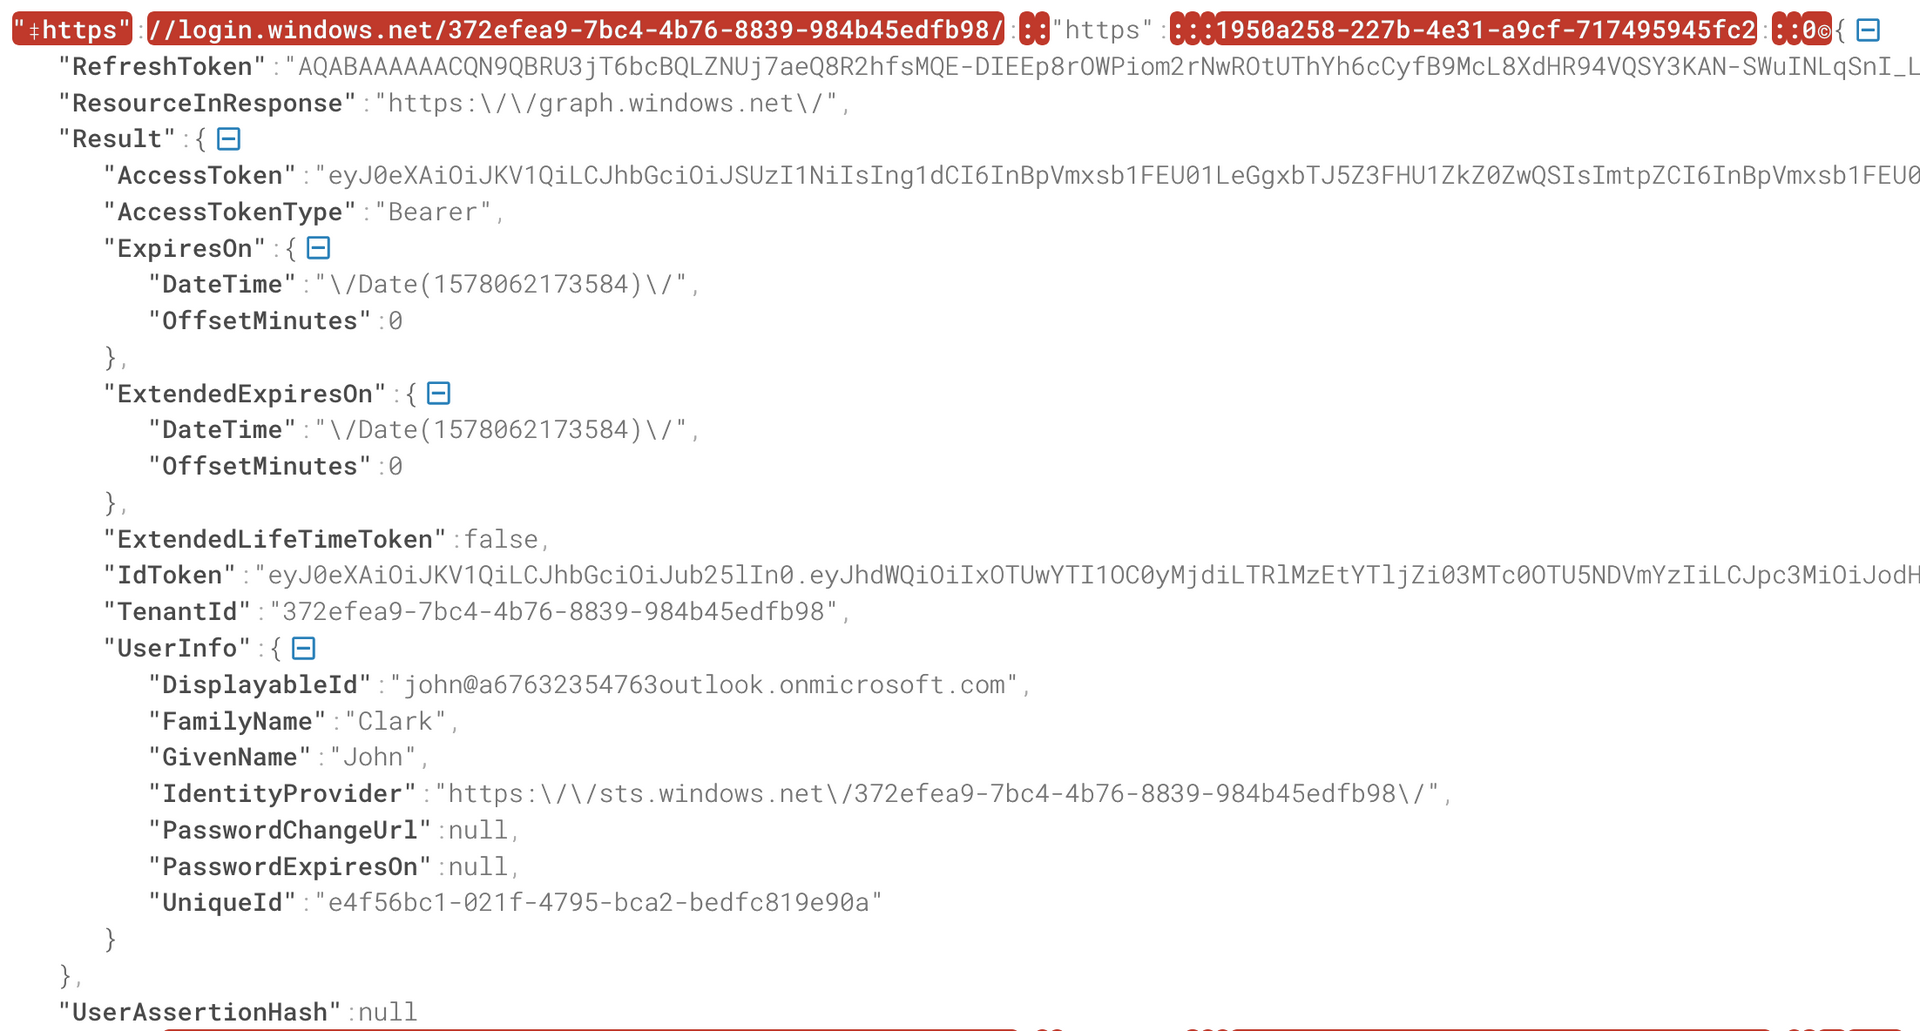 "‡https"://login.windows.net/372efea9-7bc4-4b76-8839-984b45edfb98/:::"https"::::1950a258-227b-4e31-a9cf-717495945fc2:::0©{
"RefreshToken":"AQABAAAAAAACQN9QBRU3jT6bcBQLZNUj7aeQ8R2hfsMQE-DIEEp8rOWPiom2rNwROtUThYh6cCyfB9McL8XdHR94VQSY3KAN-SWuINLqSnI_L
"ResourceInResponse":"https:\/\/graph.windows.net\/",
"Result":{
"AccessToken":"eyJ0eXAiOiJKV1QiLCJhbGciOiJSUzI1NiIsIng1dCI6InBpVmxsb1FEU01LeGgxbTJ5Z3FHU1ZkZ0ZwQSIsImtpZCI6InBpVmxsb1FEU0
"AccessTokenType":"Bearer",
"ExpiresOn":{
"DateTime":"\/Date(1578062173584)\/",
"OffsetMinutes":0
},
"ExtendedExpiresOn":{
"DateTime":"\/Date(1578062173584)\/",
"OffsetMinutes":0
},
"ExtendedLifeTimeToken":false,
"IdToken":"eyJ0eXAiOiJKV1QiLCJhbGciOiJub25lIn0.eyJhdWQiOiIxOTUwYTI1OC0yMjdiLTRlMzEtYTljZi03MTc0OTU5NDVmYzIiLCJpc3MiOiJodH
"TenantId":"372efea9-7bc4-4b76-8839-984b45edfb98",
"UserInfo":{
"DisplayableId":"john@a67632354763outlook.onmicrosoft.com",
"FamilyName":"Clark",
"GivenName":"John",
"IdentityProvider":"https:\/\/sts.windows.net\/372efea9-7bc4-4b76-8839-984b45edfb98\/",
"PasswordChangeUrl":null,
"PasswordExpiresOn":null,
"UniqueId":"e4f56bc1-021f-4795-bca2-bedfc819e90a"
}
},
"UserAssertionHash":null